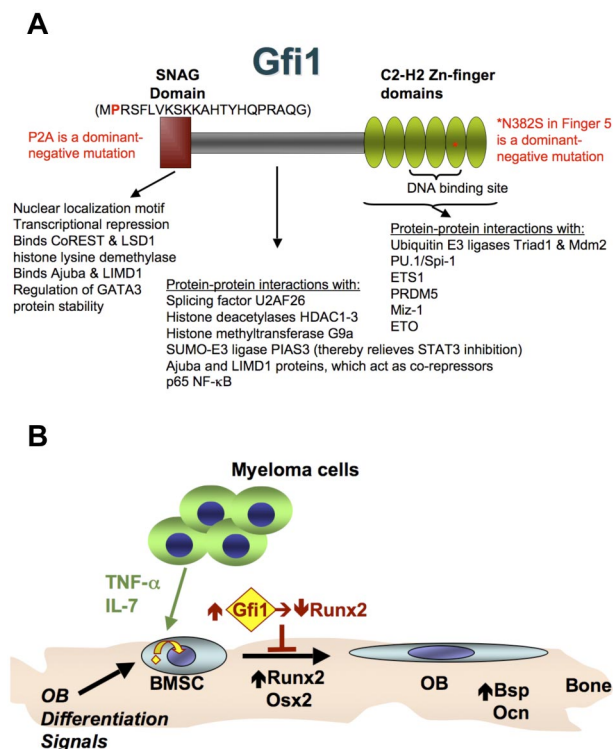 A
Gfi1
SNAG
Domain
(MPRSFLVKSKKAHTYHQPRAQG)
C2-H2 Zn-finger
domains
P2A is a dominant-
negative mutation
*N382S in Finger 5
is a dominant-
negative mutation
*
DNA binding site
Nuclear localization motif
Transcriptional repression
Binds CoREST & LSD1
histone lysine demethylase
Binds Ajuba & LIMD1
Regulation of GATA3
protein stability
Protein-protein interactions with:
Splicing factor U2AF26
Histone deacetylases HDAC1-3
Histone methyltransferase G9a
SUMO-E3 ligase PIAS3 (thereby relieves STAT3 inhibition)
Ajuba and LIMD1 proteins, which act as co-repressors
p65 NF-κB
Protein-protein interactions with:
Ubiquitin E3 ligases Triad1 & Mdm2
PU.1/Spi-1
ETS1
PRDM5
Miz-1
ETO
B
Myeloma cells
TNF-α
IL-7
Gfi1
Runx2
BMSC
Runx2
Osx2
OB
Bsp
Ocn
Bone
OB
Differentiation
Signals